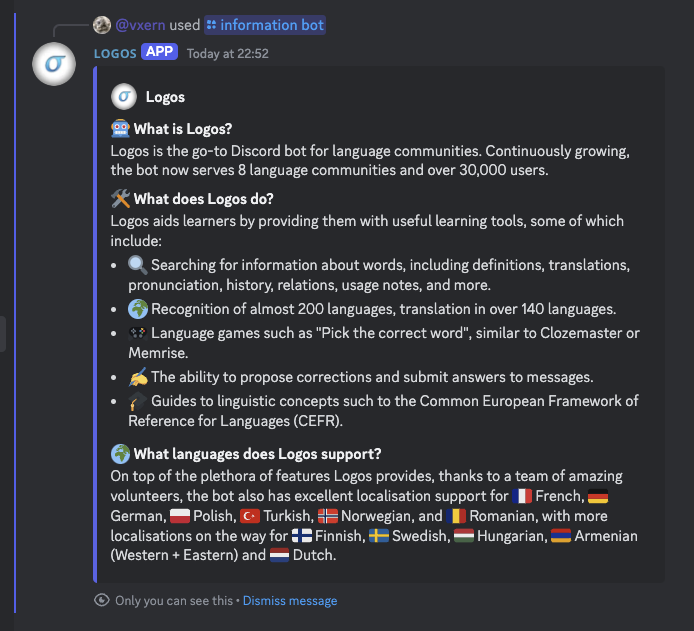 @vxern used information bot
LOGOS APP Today at 22:52
Logos
What is Logos?
Logos is the go-to Discord bot for language communities. Continuously growing,
the bot now serves 8 language communities and over 30,000 users.
What does Logos do?
Logos aids learners by providing them with useful learning tools, some of which
include:
• Searching for information about words, including definitions, translations,
pronunciation, history, relations, usage notes, and more.
• Recognition of almost 200 languages, translation in over 140 languages.
• Language games such as "Pick the correct word", similar to Clozemaster or
Memrise.
• The ability to propose corrections and submit answers to messages.
• Guides to linguistic concepts such to the Common European Framework of
Reference for Languages (CEFR).
What languages does Logos support?
On top of the plethora of features Logos provides, thanks to a team of amazing
volunteers, the bot also has excellent localisation support for French,
German, Polish, Turkish, Norwegian, and Romanian, with more
localisations on the way for Finnish, Swedish, Hungarian, Armenian
(Western + Eastern) and Dutch.
Only you can see this • Dismiss message